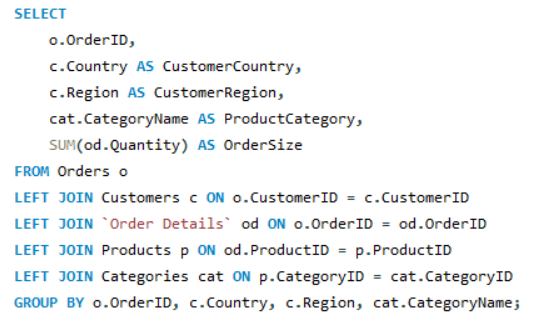 SELECT
o.OrderID,
c.Country AS CustomerCountry,
c.Region AS CustomerRegion,
cat.CategoryName AS ProductCategory,
SUM(od.Quantity) AS OrderSize
FROM Orders o
LEFT JOIN Customers c ON o.CustomerID = c.CustomerID
LEFT JOIN `Order Details` od ON o.OrderID = od.OrderID
LEFT JOIN Products p ON od.ProductID = p.ProductID
LEFT JOIN Categories cat ON p.CategoryID = cat.CategoryID
GROUP BY o.OrderID, c.Country, c.Region, cat.CategoryName;